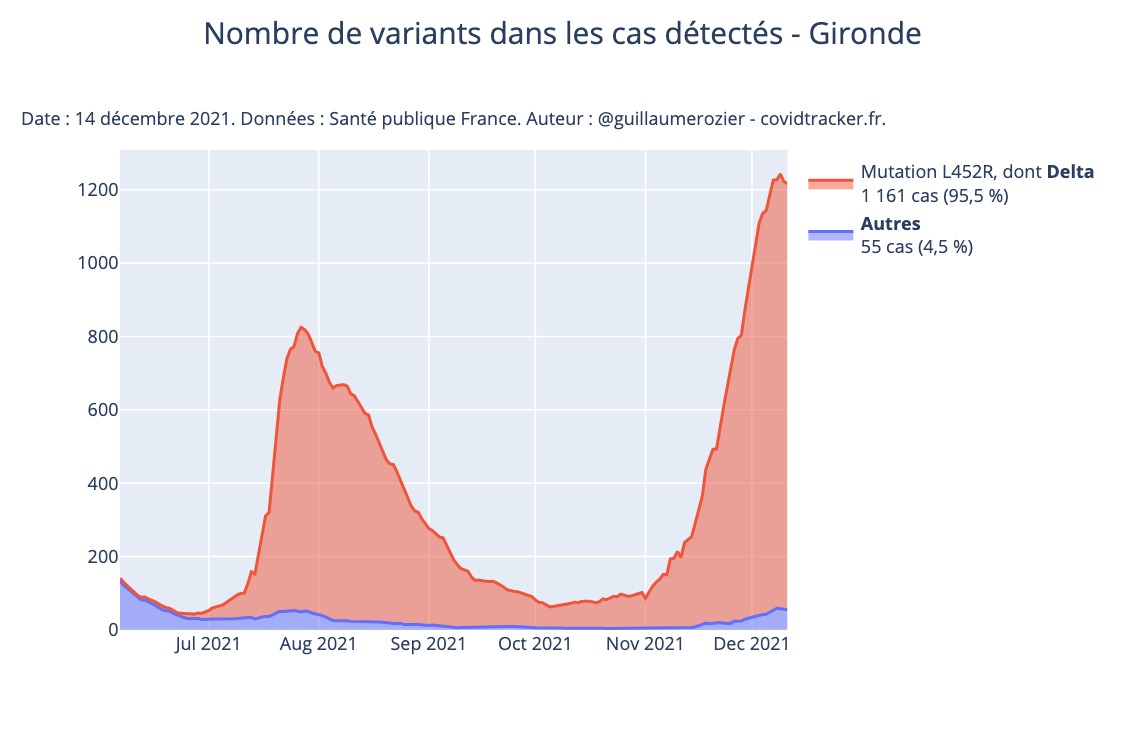 Nombre de variants dans les cas détectés - Gironde
Date : 14 décembre 2021. Données : Santé publique France. Auteur : @guillaumerozier - covidtracker.fr.
Mutation L452R, dont Delta
1 161 cas (95,5 %)
Autres
55 cas (4,5 %)
1200
1000
800
600
400
200
0
Jul 2021 Aug 2021 Sep 2021 Oct 2021 Nov 2021 Dec 2021